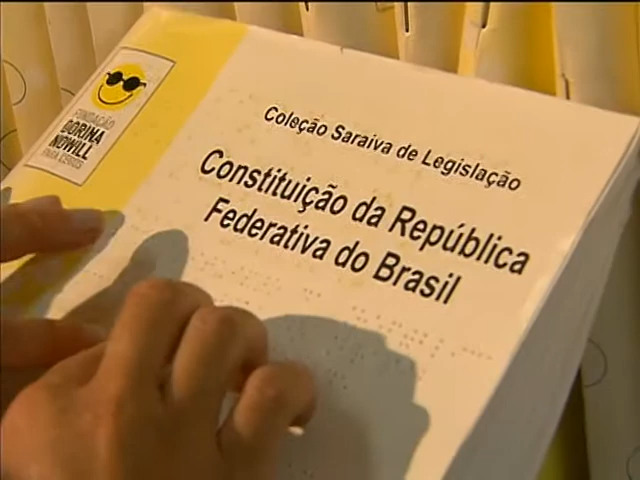 FUNDAÇÃO
DORINA
NOWILL
PARA CEGOS
Coleção Saraiva de Legislação
Constituição da República
Federativa do Brasil